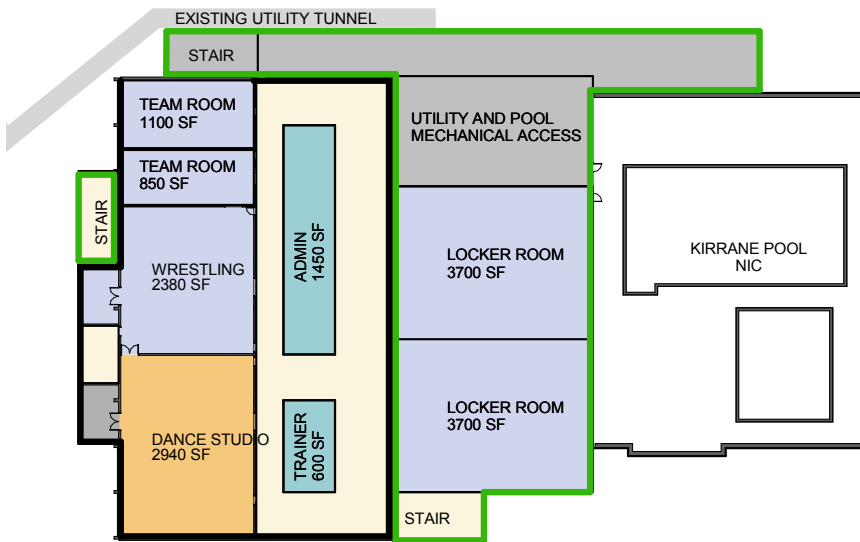 EXISTING UTILITY TUNNEL
STAIR
TEAM ROOM
1100 SF
UTILITY AND POOL
MECHANICAL ACCESS
TEAM ROOM
850 SF
STAIR
ADMIN
1450 SF
WRESTLING
2380 SF
LOCKER ROOM
3700 SF
KIRRANE POOL
NIC
DANCE STUDIO
2940 SF
TRAINER
600 SF
LOCKER ROOM
3700 SF
STAIR